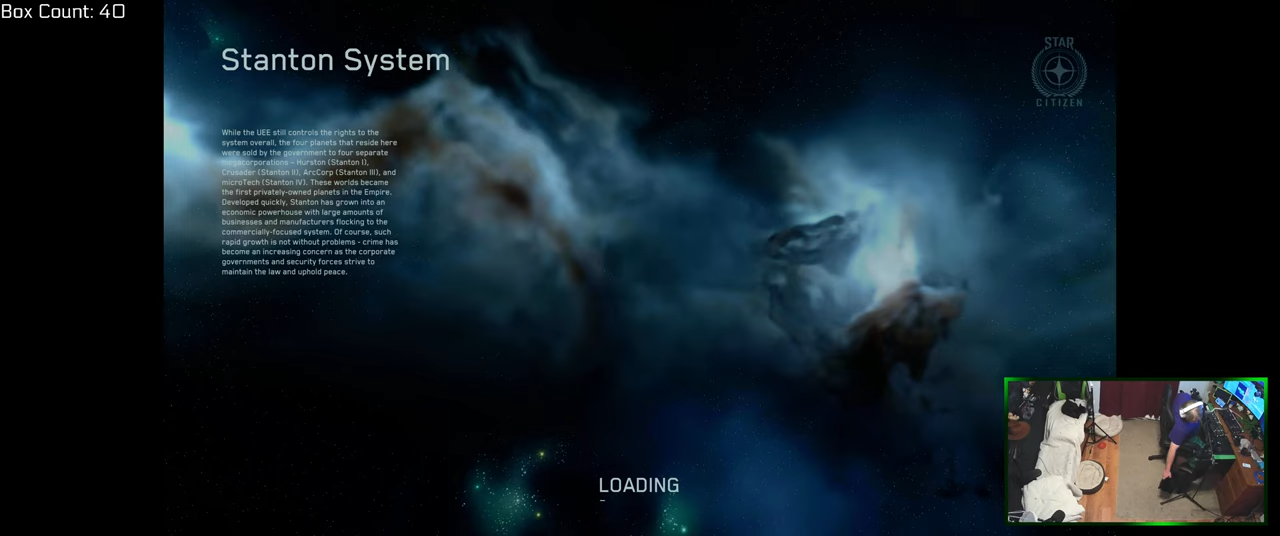 Box Count: 40
Stanton System
STAR
CITIZEN
While the UEE still controls the rights to the
system overall, the four planets that reside here
were sold by the government to four separate
megacorporations - Hurston (Stanton I),
Crusader (Stanton II), ArcCorp (Stanton III), and
microTech (Stanton IV). These worlds became
the first privately-owned planets in the Empire.
Developed quickly, Stanton has grown into an
economic powerhouse with large amounts of
businesses and manufacturers flocking to the
commercially-focused system. Of course, such
rapid growth is not without problems - crime has
become an increasing concern as the corporate
governments and security forces strive to
maintain the law and uphold peace.
LOADING